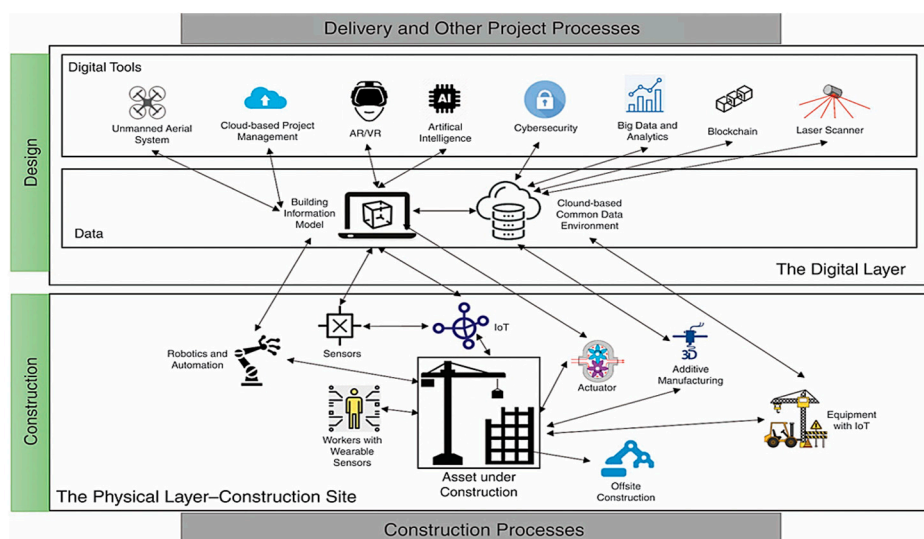 Delivery and Other Project Processes
Design
Digital Tools
Unmanned Aerial
System
Cloud-based Project
Management
AR/VR
Artifical
Intelligence
AI
Cybersecurity
Big Data and
Analytics
Blockchain
Laser Scanner
Building
Information
Model
Clound-based
Common Data
Environment
Data
The Digital Layer
Construction
Robotics and
Automation
Sensors
IoT
Actuator
3D
Additive
Manufacturing
Equipment
with IoT
Workers with
Wearable
Sensors
Asset under
Construction
Offsite
Construction
The Physical Layer–Construction Site
Construction Processes